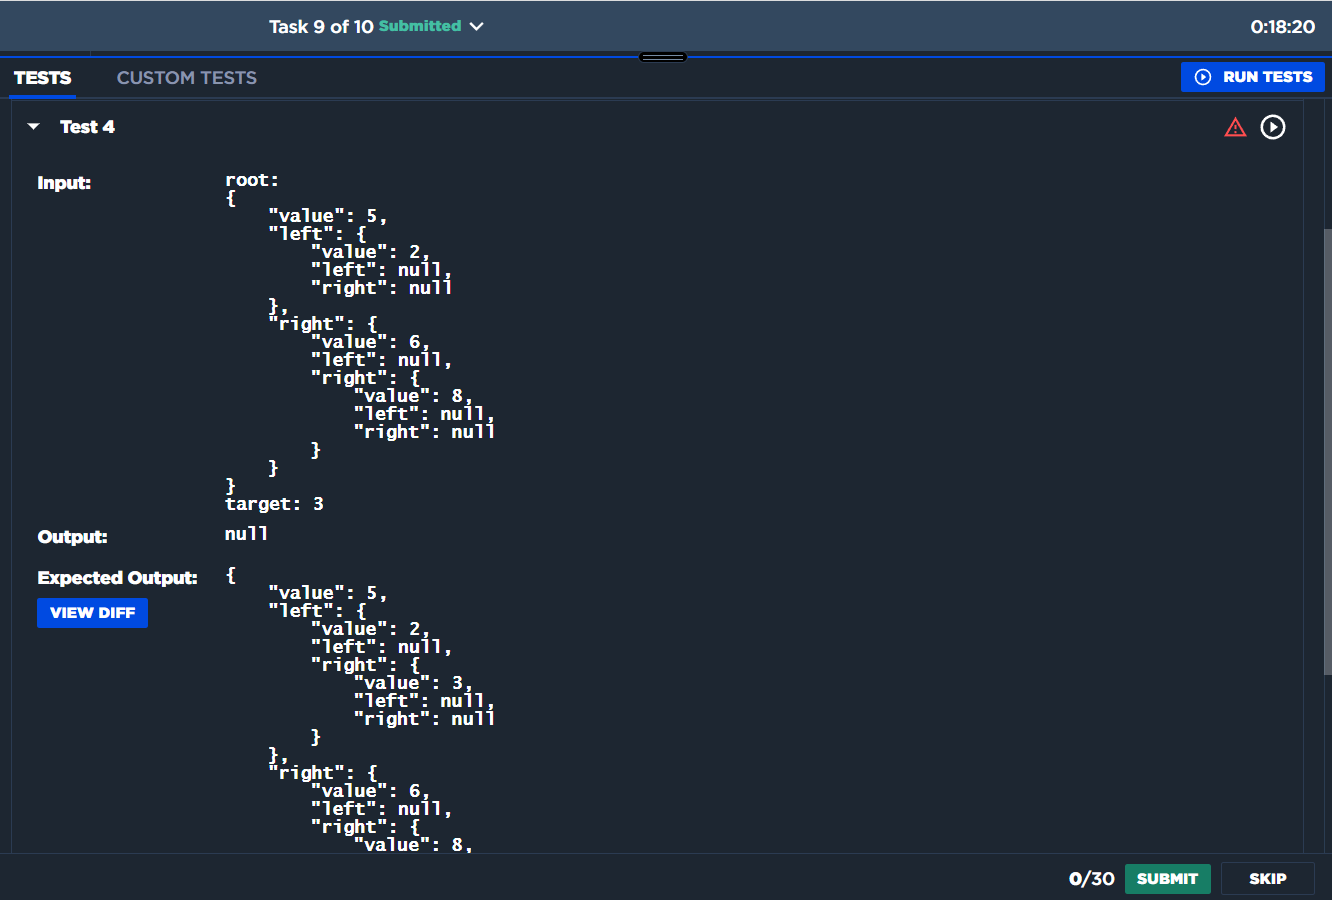 Task 9 of 10 Submitted
0:18:20
TESTS
CUSTOM TESTS
RUN TESTS
Test 4
Input:
root:
{
"value": 5,
"left": {
"value": 2,
"left": null,
"right": null
},
"right": {
"value": 6,
"left": null,
"right": {
"value": 8,
"left": null,
"right": null
}
}
}
target: 3
Output:
null
Expected Output:
VIEW DIFF
{
"value": 5,
"left": {
"value": 2,
"left": null,
"right": {
"value": 3,
"left": null,
"right": null
}
},
"right": {
"value": 6,
"left": null,
"right": {
"value": 8,
0/30
SUBMIT
SKIP